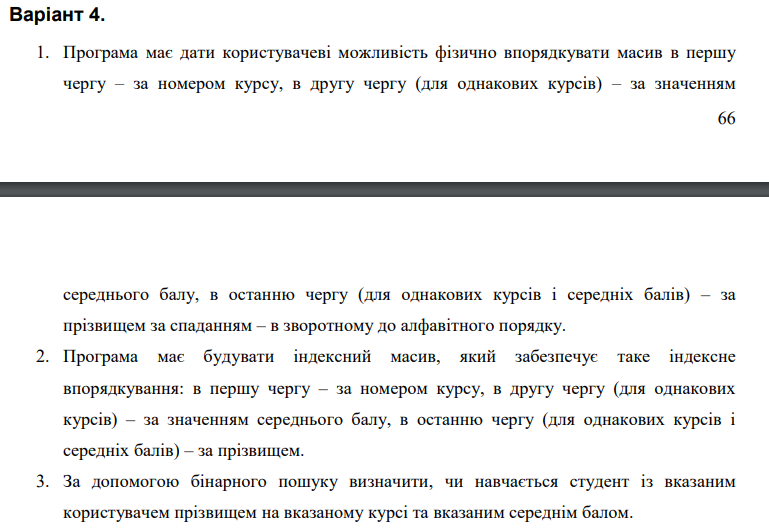 Варіант 4.
1. Програма має дати користувачеві можливість фізично впорядкувати масив в першу
чергу – за номером курсу, в другу чергу (для однакових курсів) – за значенням
66
середнього балу, в останню чергу (для однакових курсів і середніх балів) – за
прізвищем за спаданням – в зворотному до алфавітного порядку.
2. Програма має будувати індексний масив, який забезпечує таке індексне
впорядкування: в першу чергу – за номером курсу, в другу чергу (для однакових
курсів) – за значенням середнього балу, в останню чергу (для однакових курсів і
середніх балів) – за прізвищем.
3. За допомогою бінарного пошуку визначити, чи навчається студент із вказаним
користувачем прізвищем на вказаному курсі та вказаним середнім балом.